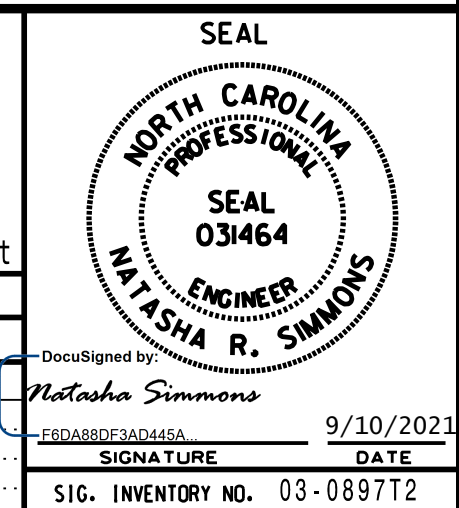 SEAL
NORTH CAROLINA
PROFESSIONAL
SEAL
031464
ENGINEER
NATASHA R. SIMMONS
t
DocuSigned by:
Natasha Simmons
F6DA88DF3AD445A...
9/10/2021
SIGNATURE DATE
SIG. INVENTORY NO. 03-0897T2